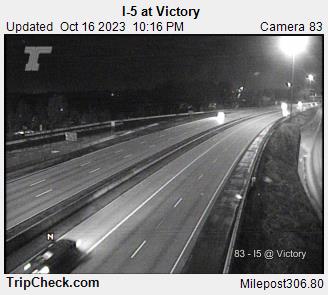 I-5 at Victory
Updated Oct 16 2023 10:16 PM Camera 83
T
N
83 - I5 @ Victory
TripCheck.com Milepost306.80